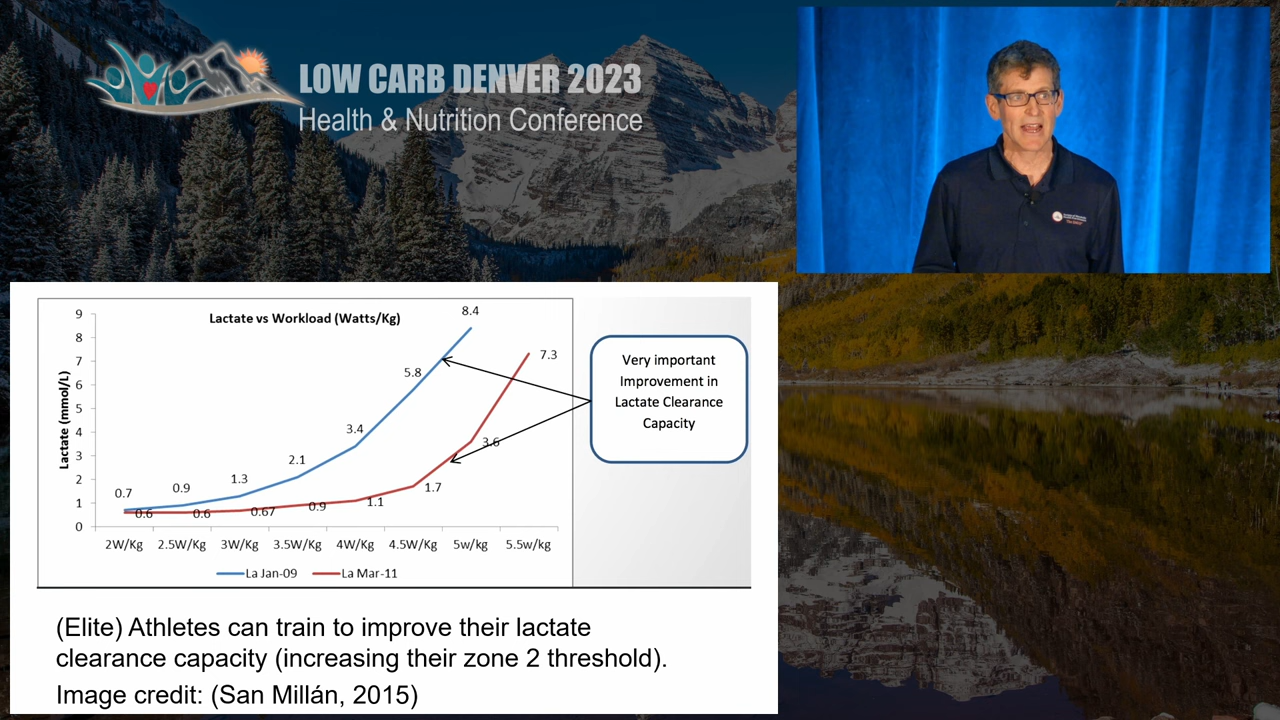 LOW CARB DENVER 2023
Health & Nutrition Conference
Lactate vs Workload (Watts/Kg)
Lactate (mmol/L)
9
8
7
6
5
4
3
2
1
0
0.7
0.9
1.3
2.1
3.4
5.8
8.4
0.6
0.6
0.67
0.9
1.1
1.7
3.6
7.3
2W/Kg 2.5W/Kg 3W/Kg 3.5W/Kg 4W/Kg 4.5W/Kg 5w/kg 5.5w/kg
La Jan-09 La Mar-11
Very important
Improvement in
Lactate Clearance
Capacity
(Elite) Athletes can train to improve their lactate
clearance capacity (increasing their zone 2 threshold).
Image credit: (San Millán, 2015)